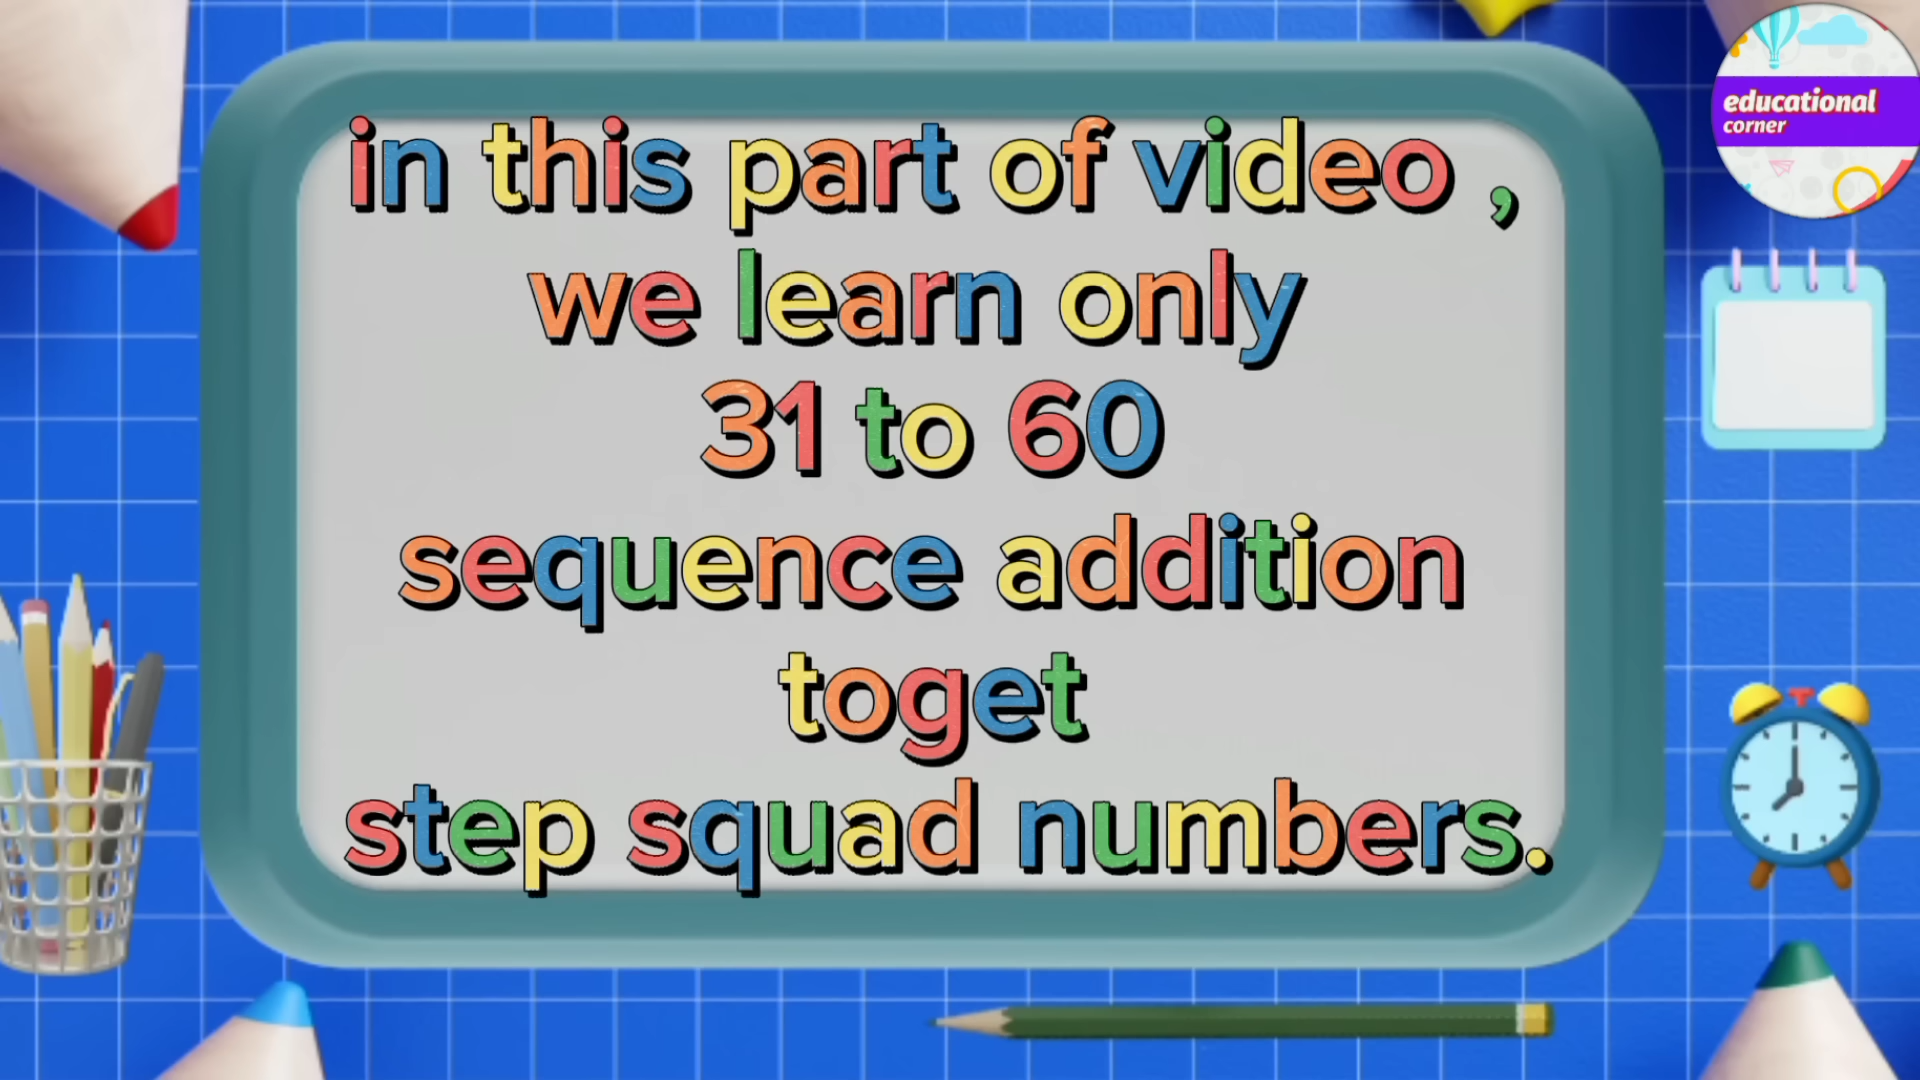 in this part of video ,
we learn only
31 to 60
sequence addition
toget
step squad numbers.
educational
corner